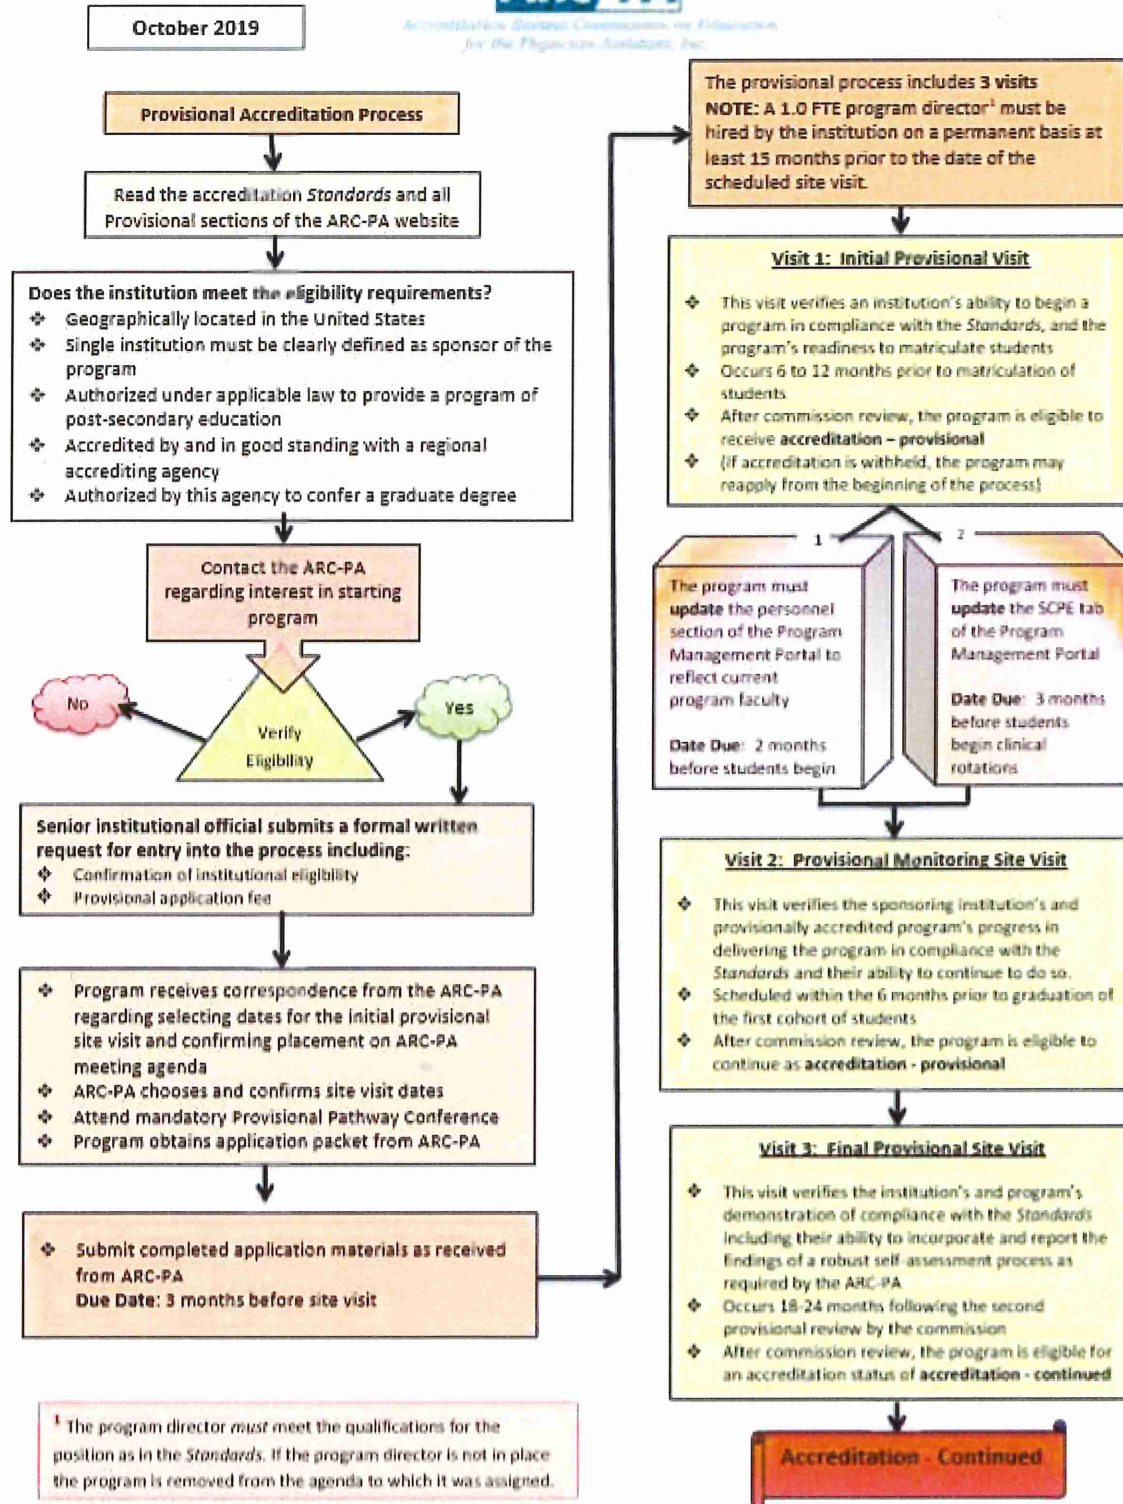 October 2019
Accreditation Review Commission on Education
for the Physician Assistant, Inc.
Provisional Accreditation Process
Read the accreditation Standards and all
Provisional sections of the ARC-PA website
Does the institution meet the eligibility requirements?
❖ Geographically located in the United States
❖ Single institution must be clearly defined as sponsor of the
program
❖ Authorized under applicable law to provide a program of
post-secondary education
❖ Accredited by and in good standing with a regional
accrediting agency
❖ Authorized by this agency to confer a graduate degree
Contact the ARC-PA
regarding interest in starting
program
No
Yes
Verify
Eligibility
Senior institutional official submits a formal written
request for entry into the process including:
❖ Confirmation of institutional eligibility
❖ Provisional application fee
❖ Program receives correspondence from the ARC-PA
regarding selecting dates for the initial provisional
site visit and confirming placement on ARC-PA
meeting agenda
❖ ARC-PA chooses and confirms site visit dates
❖ Attend mandatory Provisional Pathway Conference
❖ Program obtains application packet from ARC-PA
❖ Submit completed application materials as received
from ARC-PA
Due Date: 3 months before site visit
¹ The program director must meet the qualifications for the
position as in the Standards. If the program director is not in place
the program is removed from the agenda to which it was assigned.
The provisional process includes 3 visits
NOTE: A 1.0 FTE program director¹ must be
hired by the institution on a permanent basis at
least 15 months prior to the date of the
scheduled site visit.
Visit 1: Initial Provisional Visit
❖ This visit verifies an institution's ability to begin a
program in compliance with the Standards, and the
program's readiness to matriculate students
❖ Occurs 6 to 12 months prior to matriculation of
students
❖ After commission review, the program is eligible to
receive accreditation – provisional
❖ (if accreditation is withheld, the program may
reapply from the beginning of the process)
1
The program must
update the personnel
section of the Program
Management Portal to
reflect current
program faculty
Date Due: 2 months
before students begin
2
The program must
update the SCPE tab
of the Program
Management Portal
Date Due: 3 months
before students
begin clinical
rotations
Visit 2: Provisional Monitoring Site Visit
❖ This visit verifies the sponsoring institution's and
provisionally accredited program's progress in
delivering the program in compliance with the
Standards and their ability to continue to do so.
❖ Scheduled within the 6 months prior to graduation of
the first cohort of students
❖ After commission review, the program is eligible to
continue as accreditation - provisional
Visit 3: Final Provisional Site Visit
❖ This visit verifies the institution's and program's
demonstration of compliance with the Standards
including their ability to incorporate and report the
findings of a robust self-assessment process as
required by the ARC-PA
❖ Occurs 18-24 months following the second
provisional review by the commission
❖ After commission review, the program is eligible for
an accreditation status of accreditation - continued
Accreditation - Continued